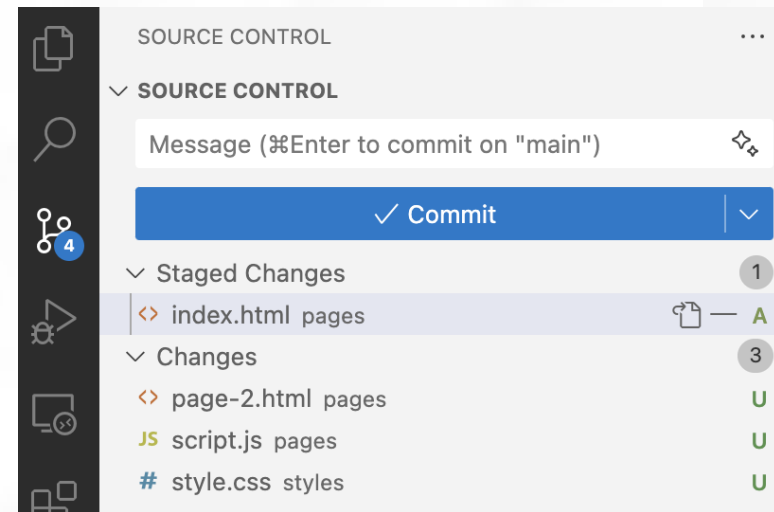 SOURCE CONTROL ...
SOURCE CONTROL
Message (⌘Enter to commit on "main")
Commit
4
Staged Changes 1
index.html pages A
Changes 3
page-2.html pages U
JS script.js pages U
# style.css styles U